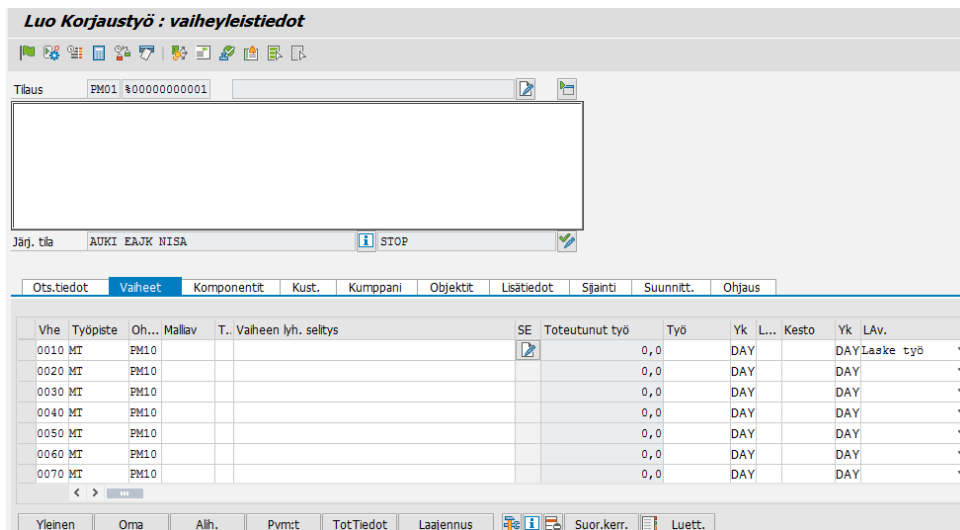 Luo Korjaustyö : vaiheyleistiedot
Tilaus PM01 %00000000001
Järj. tila AUKI EAJK NISA STOP
Ots.tiedot Vaiheet Komponentit Kust. Kumppani Objektit Lisätiedot Sijainti Suunnitt. Ohjaus
Vhe Työpiste Oh... Malliav T.. Vaiheen lyh. selitys SE Toteutunut työ Työ Yk L... Kesto Yk LAv.
0010 MT PM10 0,0 DAY DAY Laske työ
0020 MT PM10 0,0 DAY DAY
0030 MT PM10 0,0 DAY DAY
0040 MT PM10 0,0 DAY DAY
0050 MT PM10 0,0 DAY DAY
0060 MT PM10 0,0 DAY DAY
0070 MT PM10 0,0 DAY DAY
Yleinen Oma Alih. Pvm:t TotTiedot Laajennus Suor.kerr. Luett.